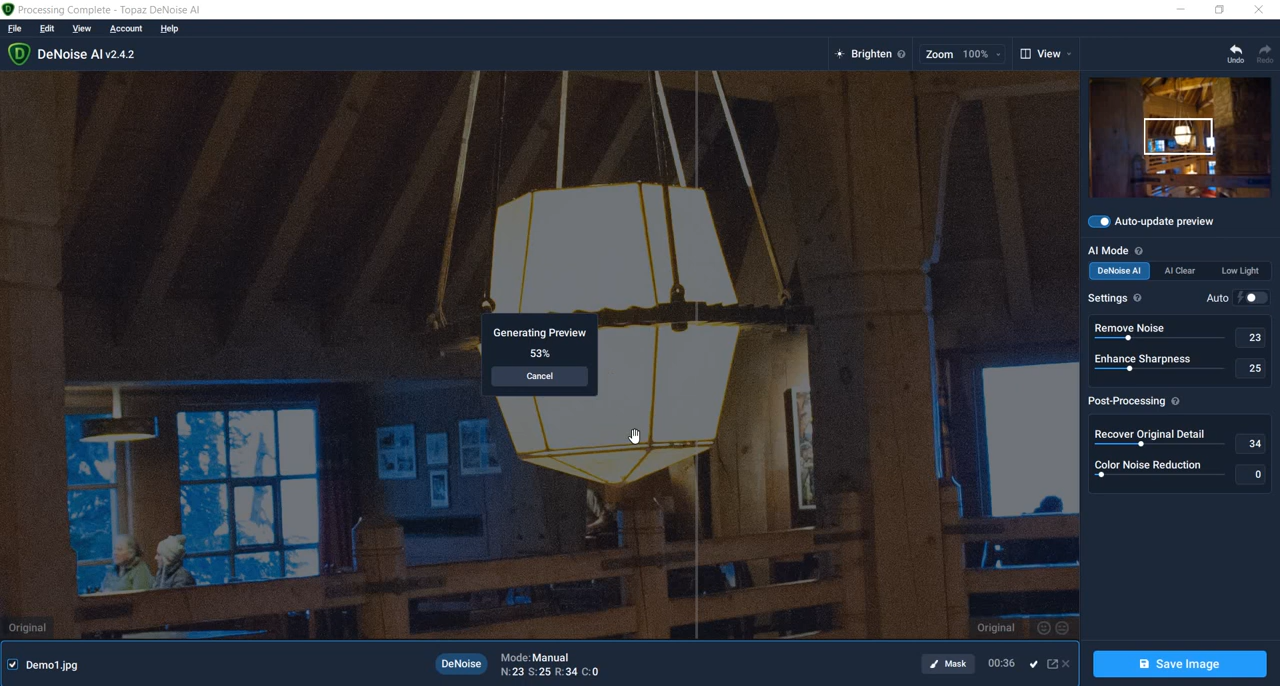 Processing Complete - Topaz DeNoise AI
File Edit View Account Help
DeNoise AI v2.4.2
Brighten
Zoom 100%
View
Undo
Redo
Auto-update preview
AI Mode
DeNoise AI AI Clear Low Light
Settings Auto
Remove Noise
23
Enhance Sharpness
25
Post-Processing
Recover Original Detail
34
Color Noise Reduction
0
Generating Preview
53%
Cancel
Original
Original
Demo1.jpg
DeNoise
Mode: Manual
N:23 S:25 R:34 C:0
Mask
00:36
Save Image